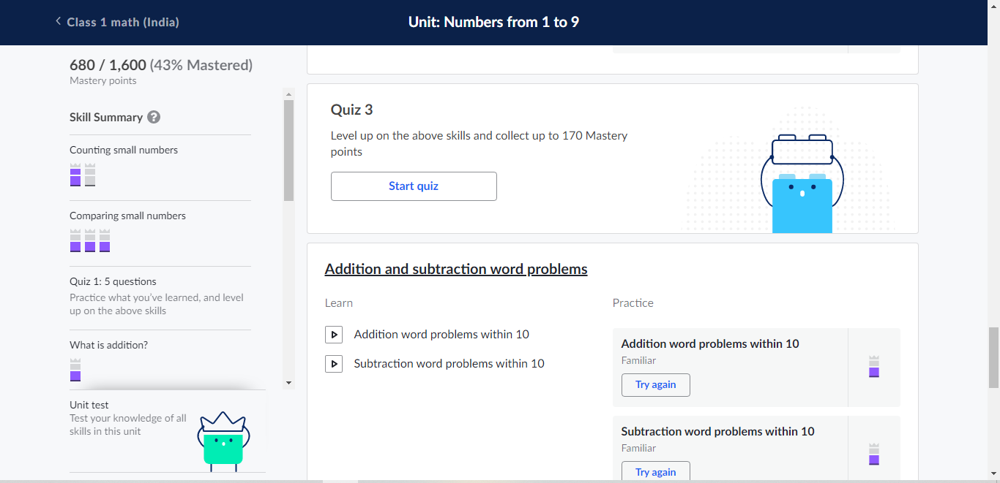 Class 1 math (India)
Unit: Numbers from 1 to 9
680 / 1,600 (43% Mastered)
Mastery points
Skill Summary ?
Counting small numbers
Comparing small numbers
Quiz 1: 5 questions
Practice what you've learned, and level
up on the above skills
What is addition?
Unit test
Test your knowledge of all
skills in this unit
Quiz 3
Level up on the above skills and collect up to 170 Mastery
points
Start quiz
Addition and subtraction word problems
Learn
Addition word problems within 10
Subtraction word problems within 10
Practice
Addition word problems within 10
Familiar
Try again
Subtraction word problems within 10
Familiar
Try again